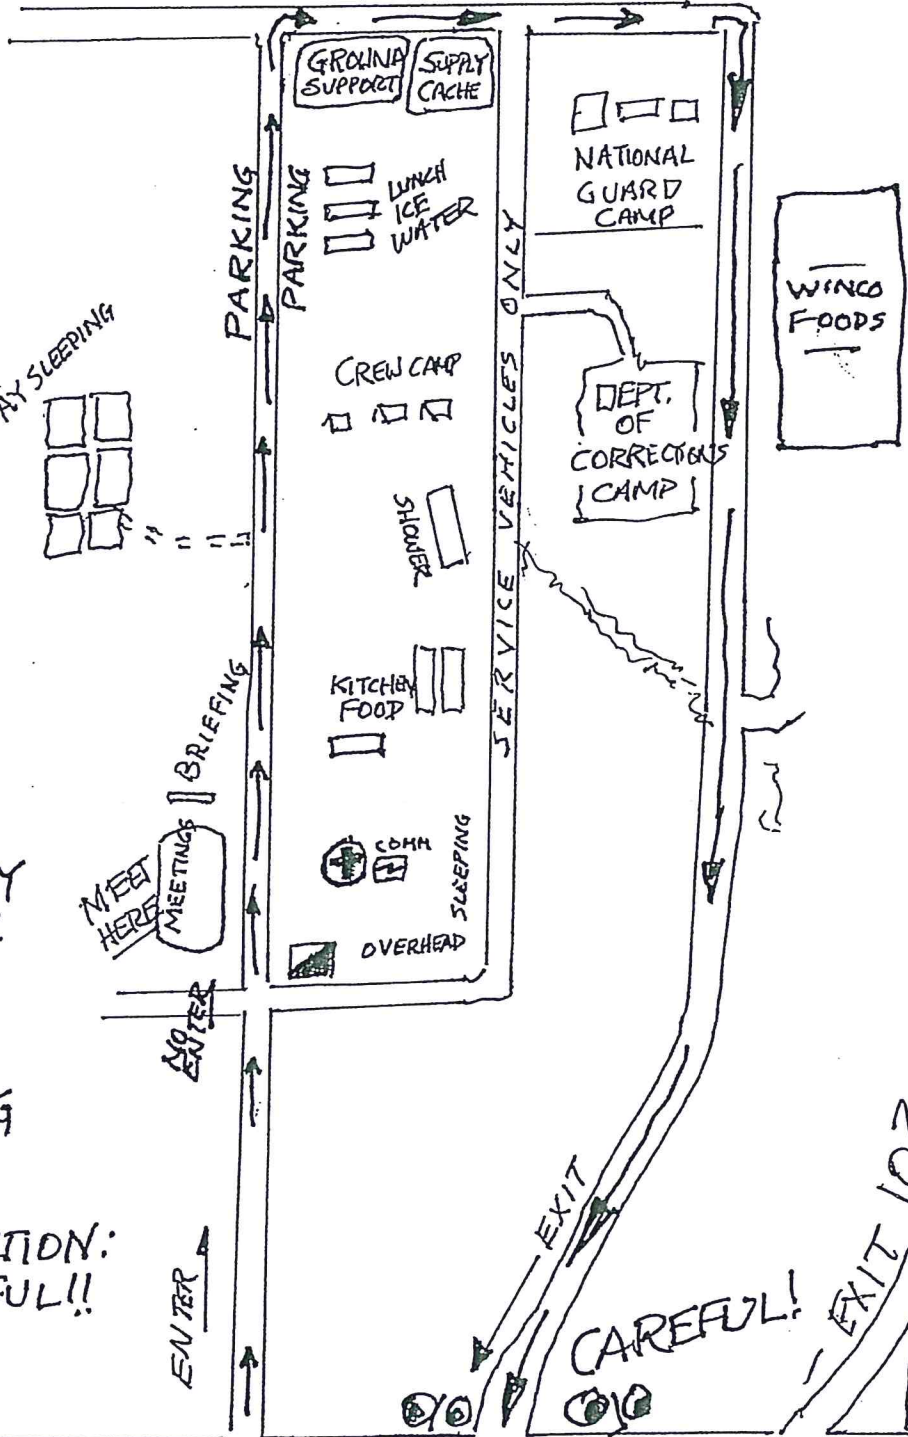 GROUND
SUPPORT
SUPPLY
CACHE
NATIONAL
GUARD
CAMP
PARKING
PARKING
LUNCH
ICE
WATER
WINCO
FOODS
AY SLEEPING
CREW CAMP
DEPT.
OF
CORRECTIONS
CAMP
SERVICE VEHICLES ONLY
SHOWER
KITCHEN
FOOD
BRIEFING
MEETINGS
MEET
HERE
COMM
SLEEPING
OVERHEAD
Y
NO
ENTER
G
TION:
FUL!!
ENTER
EXIT
CAREFUL!
EXIT 10